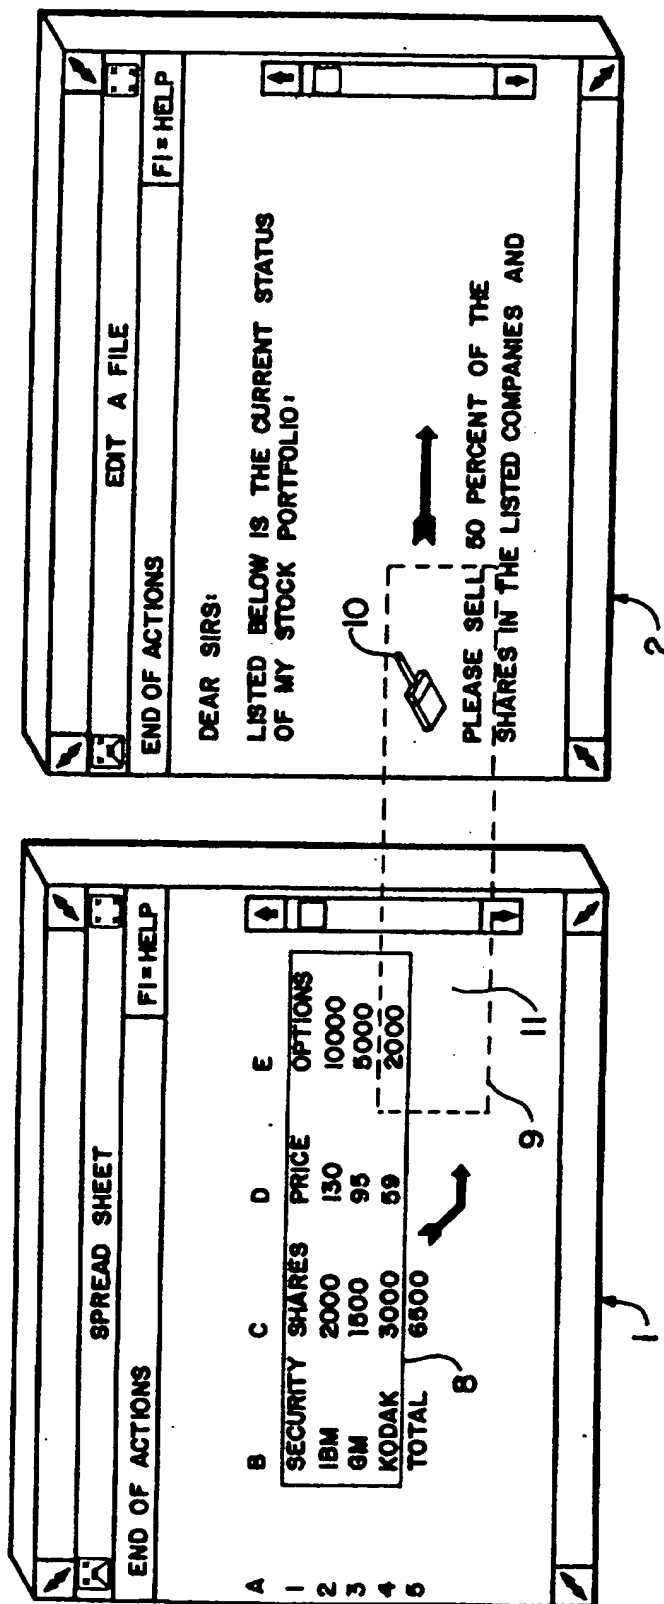 SPREAD SHEET
END OF ACTIONS FI=HELP
A B C D E
1 SECURITY SHARES PRICE OPTIONS
2 IBM 2000 130 10000
3 GM 1500 95 5000
4 KODAK 3000 59 2000
5 TOTAL 6500
8
9
11
1
EDIT A FILE
END OF ACTIONS FI=HELP
DEAR SIRS:
LISTED BELOW IS THE CURRENT STATUS
OF MY STOCK PORTFOLIO:
10
PLEASE SELL 50 PERCENT OF THE
SHARES IN THE LISTED COMPANIES AND
2